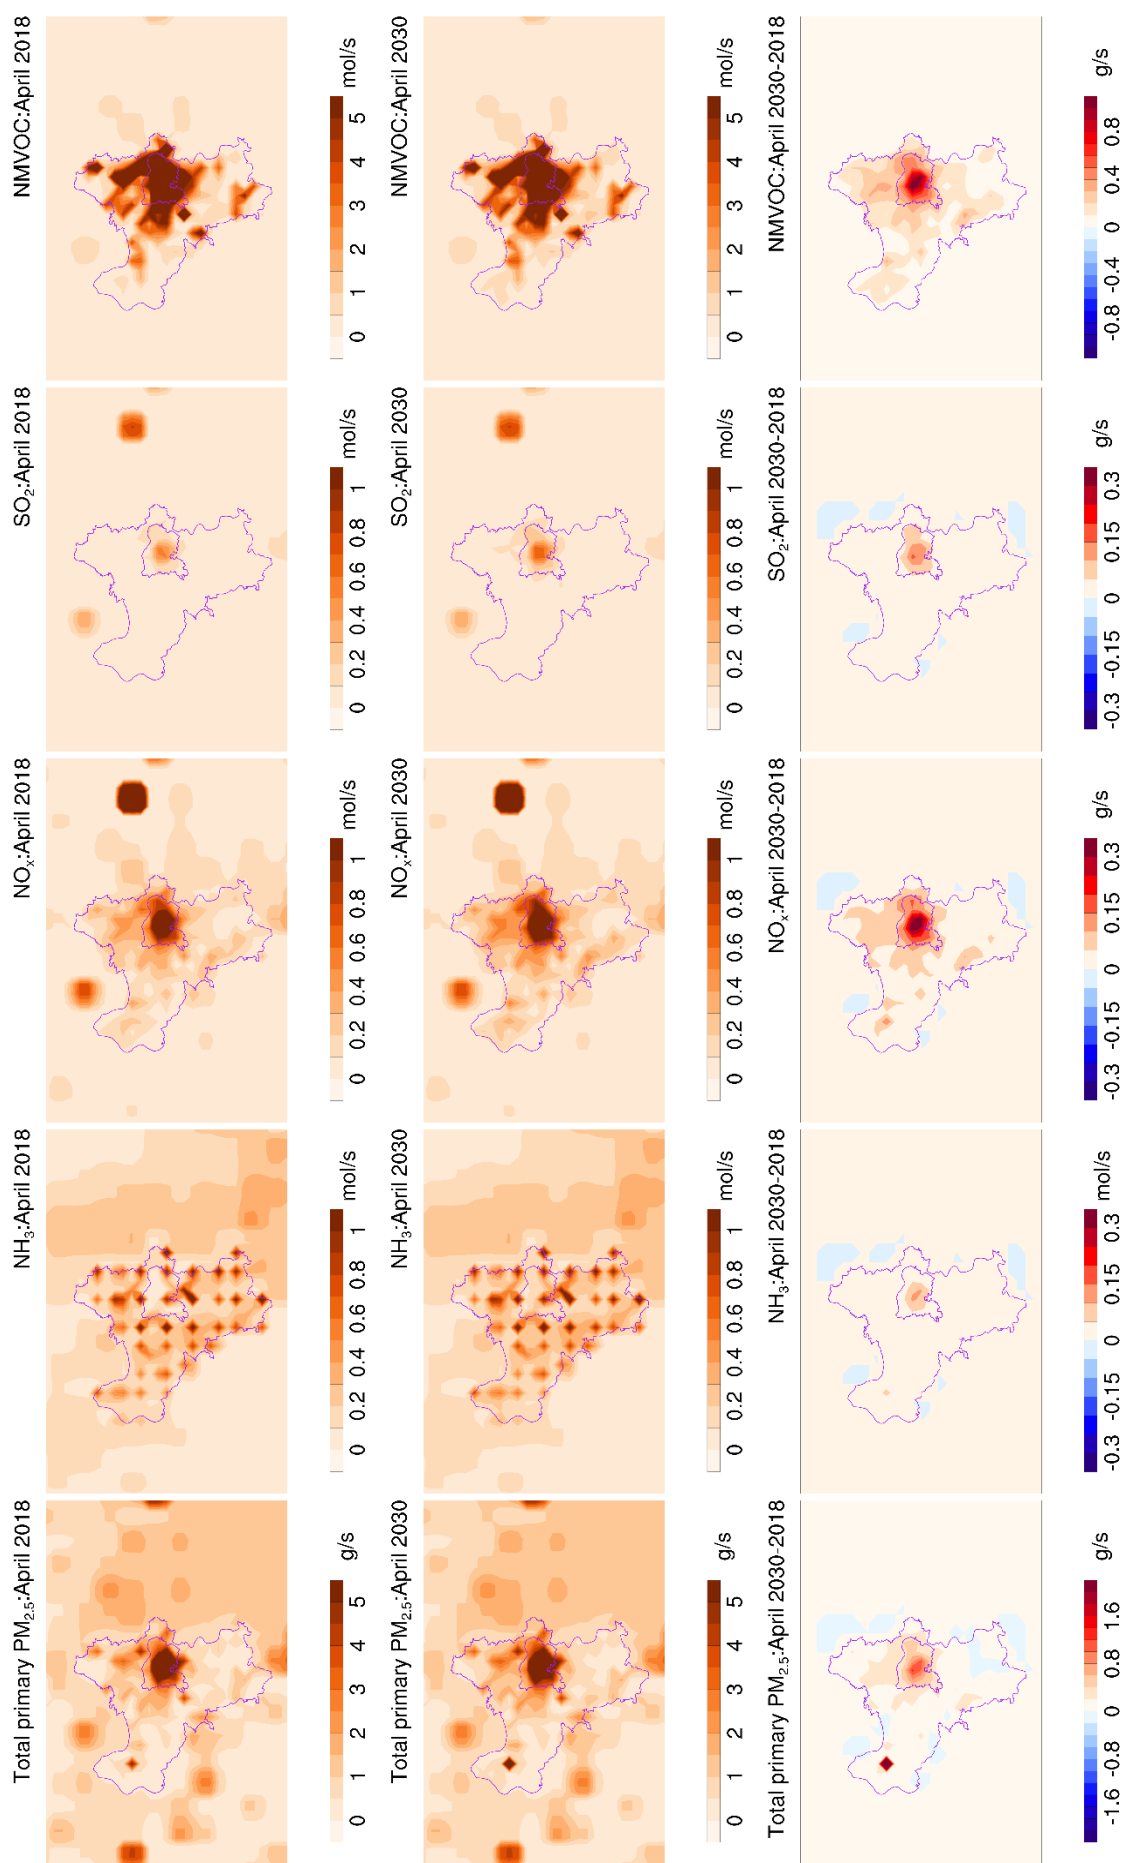 Total primary PM₂.₅:April 2018
NH₃:April 2018
NOₓ:April 2018
SO₂:April 2018
NMVOC:April 2018
g/s
mol/s
mol/s
mol/s
mol/s
0 1 2 3 4 5
0 0.2 0.4 0.6 0.8 1
0 0.2 0.4 0.6 0.8 1
0 0.2 0.4 0.6 0.8 1
0 1 2 3 4 5
Total primary PM₂.₅:April 2030
NH₃:April 2030
NOₓ:April 2030
SO₂:April 2030
NMVOC:April 2030
g/s
mol/s
mol/s
mol/s
mol/s
0 1 2 3 4 5
0 0.2 0.4 0.6 0.8 1
0 0.2 0.4 0.6 0.8 1
0 0.2 0.4 0.6 0.8 1
0 1 2 3 4 5
Total primary PM₂.₅:April 2030-2018
NH₃:April 2030-2018
NOₓ:April 2030-2018
SO₂:April 2030-2018
NMVOC:April 2030-2018
g/s
mol/s
g/s
g/s
g/s
-1.6 -0.8 0 0.8 1.6
-0.3 -0.15 0 0.15 0.3
-0.3 -0.15 0 0.15 0.3
-0.3 -0.15 0 0.15 0.3
-0.8 -0.4 0 0.4 0.8